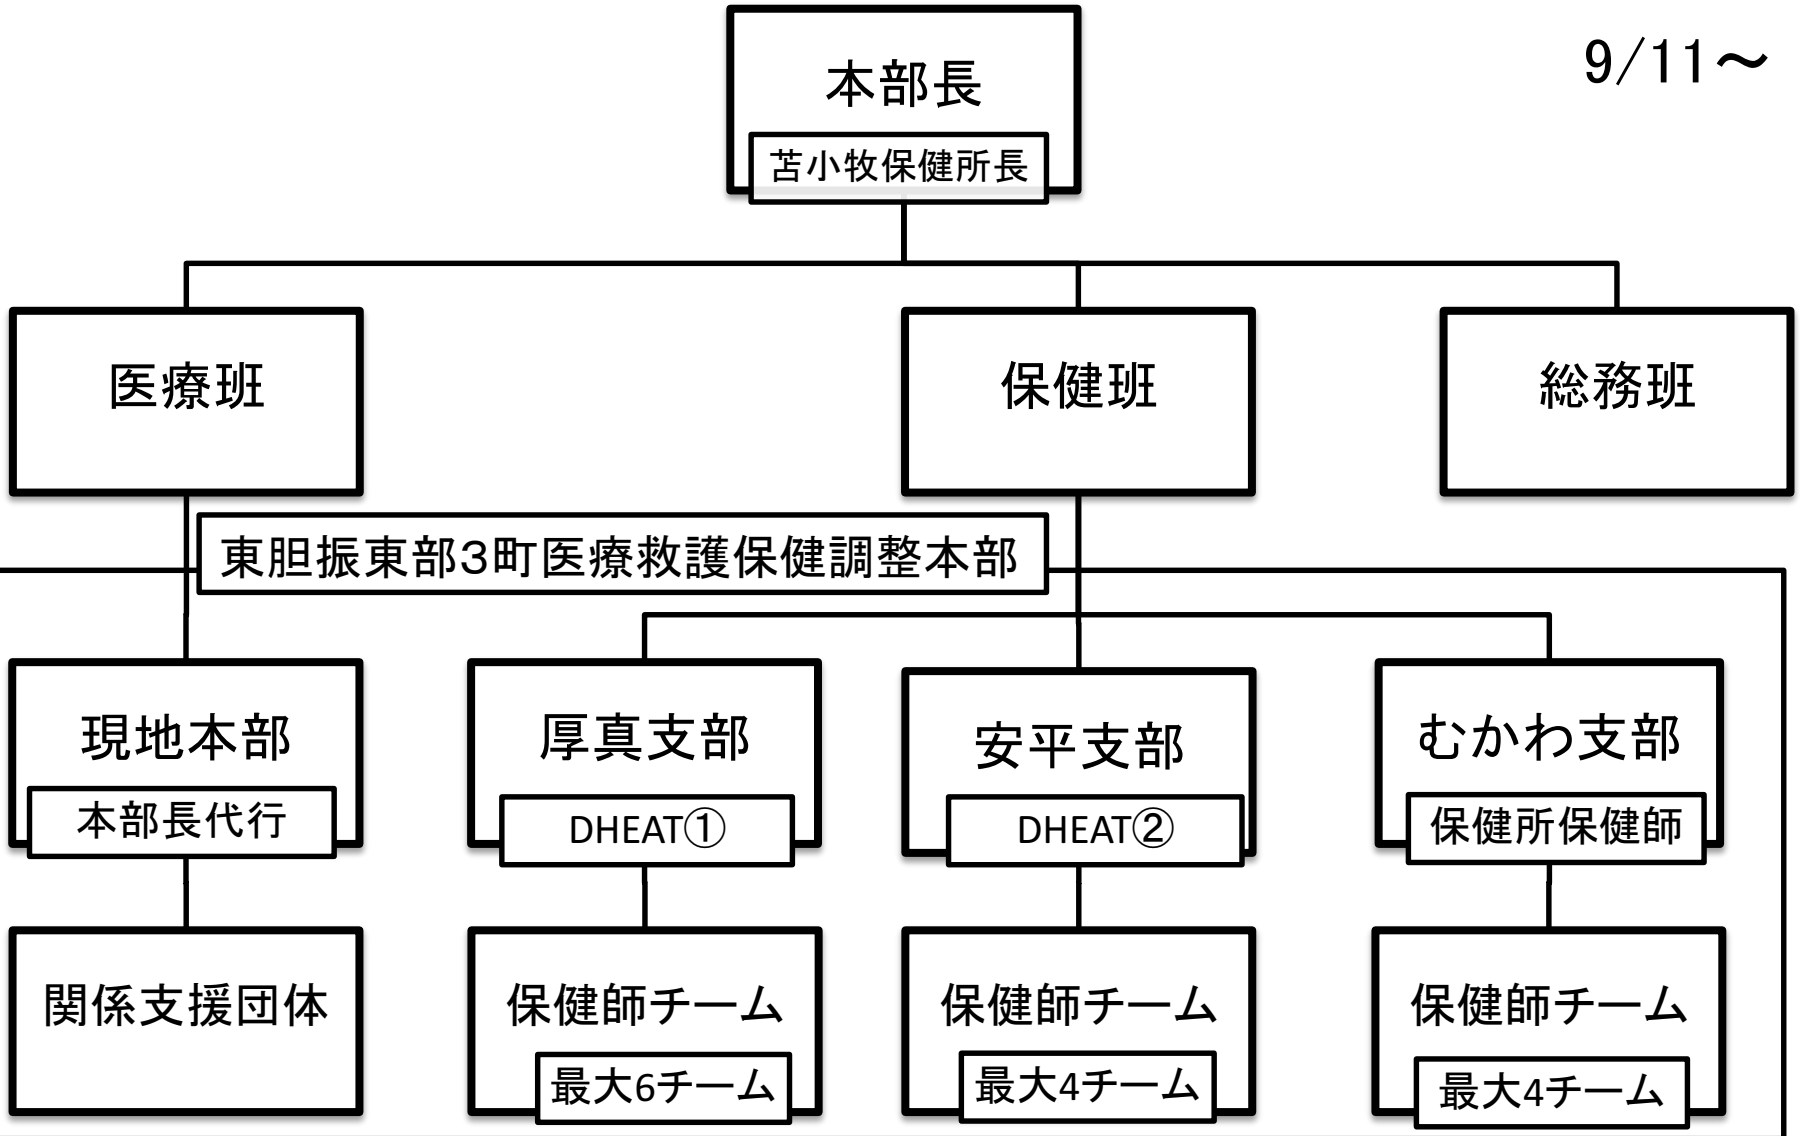 9/11～
本部長
苫小牧保健所長
医療班
保健班
総務班
東胆振東部3町医療救護保健調整本部
現地本部
本部長代行
厚真支部
DHEAT①
安平支部
DHEAT②
むかわ支部
保健所保健師
関係支援団体
保健師チーム
最大6チーム
保健師チーム
最大4チーム
保健師チーム
最大4チーム